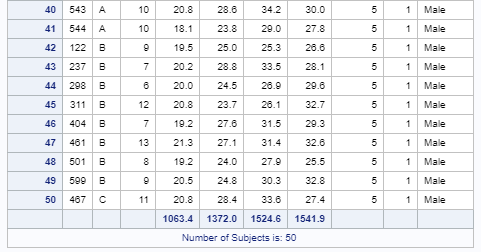 40 543 A 10 20.8 28.6 34.2 30.0 5 1 Male
41 544 A 10 18.1 23.8 29.0 27.8 5 1 Male
42 122 B 9 19.5 25.0 25.3 26.6 5 1 Male
43 237 B 7 20.2 28.8 33.5 28.1 5 1 Male
44 298 B 6 20.0 24.5 26.9 29.6 5 1 Male
45 311 B 12 20.8 23.7 26.1 32.7 5 1 Male
46 404 B 7 19.2 27.6 31.5 29.3 5 1 Male
47 461 B 13 21.3 27.1 31.4 32.6 5 1 Male
48 501 B 8 19.2 24.0 27.9 25.5 5 1 Male
49 599 B 9 20.5 24.8 30.3 32.8 5 1 Male
50 467 C 11 20.8 28.4 33.6 27.4 5 1 Male
1063.4 1372.0 1524.6 1541.9
Number of Subjects is: 50